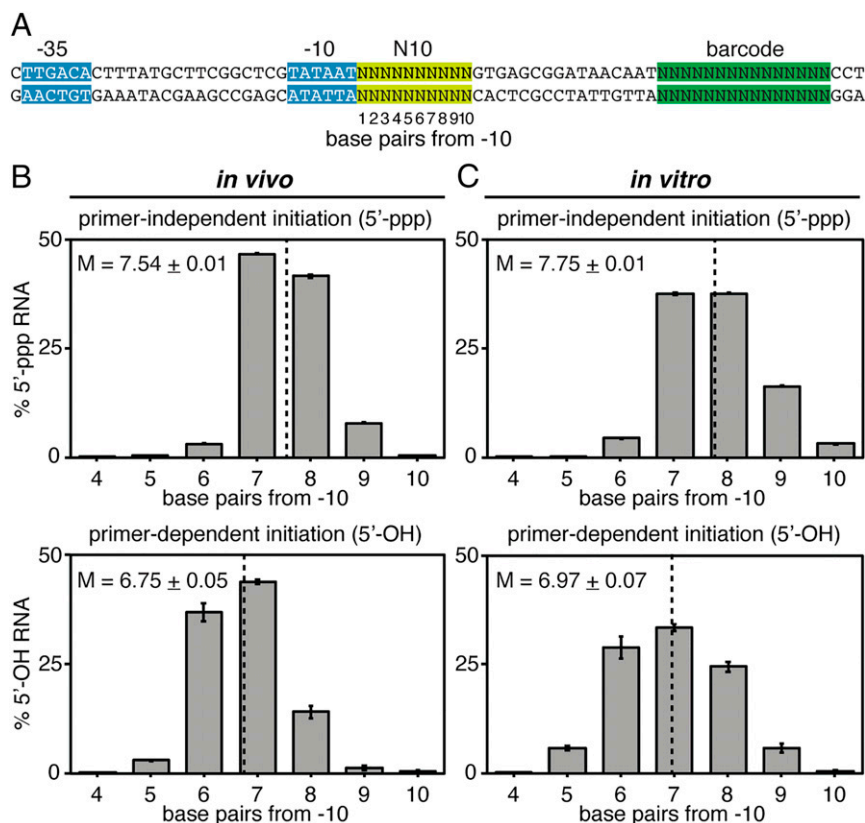 A
-35 -10 N10 barcode
CTTGACACTTTATGCTTCGGCTCGTATAATNNNNNNNNNNGTGAGCGGATAACAATNNNNNNNNNNNNNNNCCT
GAACTGTGAAATACGAAGCCGAGCATATTANNNNNNNNNNCACTCGCCTATTGTTANNNNNNNNNNNNNNNGGA
12345678910
base pairs from -10
B in vivo
primer-independent initiation (5'-ppp)
M = 7.54 ± 0.01
% 5'-ppp RNA
50
25
0
4 5 6 7 8 9 10
base pairs from -10
primer-dependent initiation (5'-OH)
M = 6.75 ± 0.05
% 5'-OH RNA
50
25
0
4 5 6 7 8 9 10
base pairs from -10
C in vitro
primer-independent initiation (5'-ppp)
M = 7.75 ± 0.01
50
25
0
4 5 6 7 8 9 10
base pairs from -10
primer-dependent initiation (5'-OH)
M = 6.97 ± 0.07
50
25
0
4 5 6 7 8 9 10
base pairs from -10